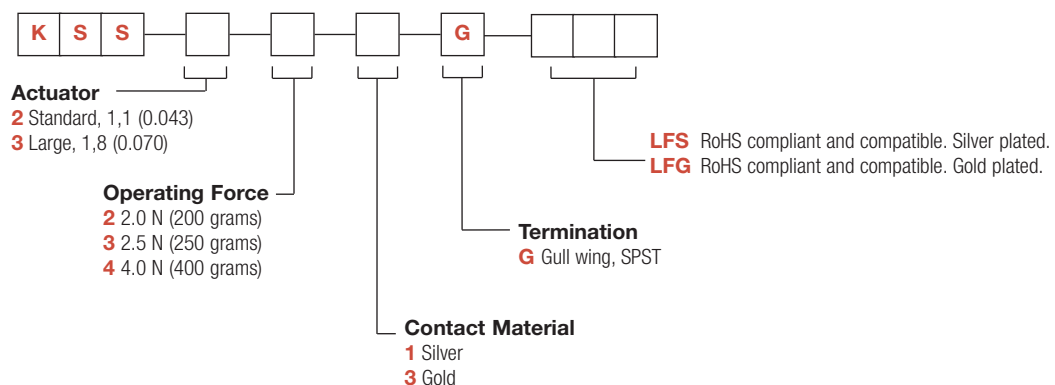 K S S G
Actuator
2 Standard, 1,1 (0.043)
3 Large, 1,8 (0.070)
LFS RoHS compliant and compatible. Silver plated.
LFG RoHS compliant and compatible. Gold plated.
Operating Force
2 2.0 N (200 grams)
3 2.5 N (250 grams)
4 4.0 N (400 grams)
Termination
G Gull wing, SPST
Contact Material
1 Silver
3 Gold